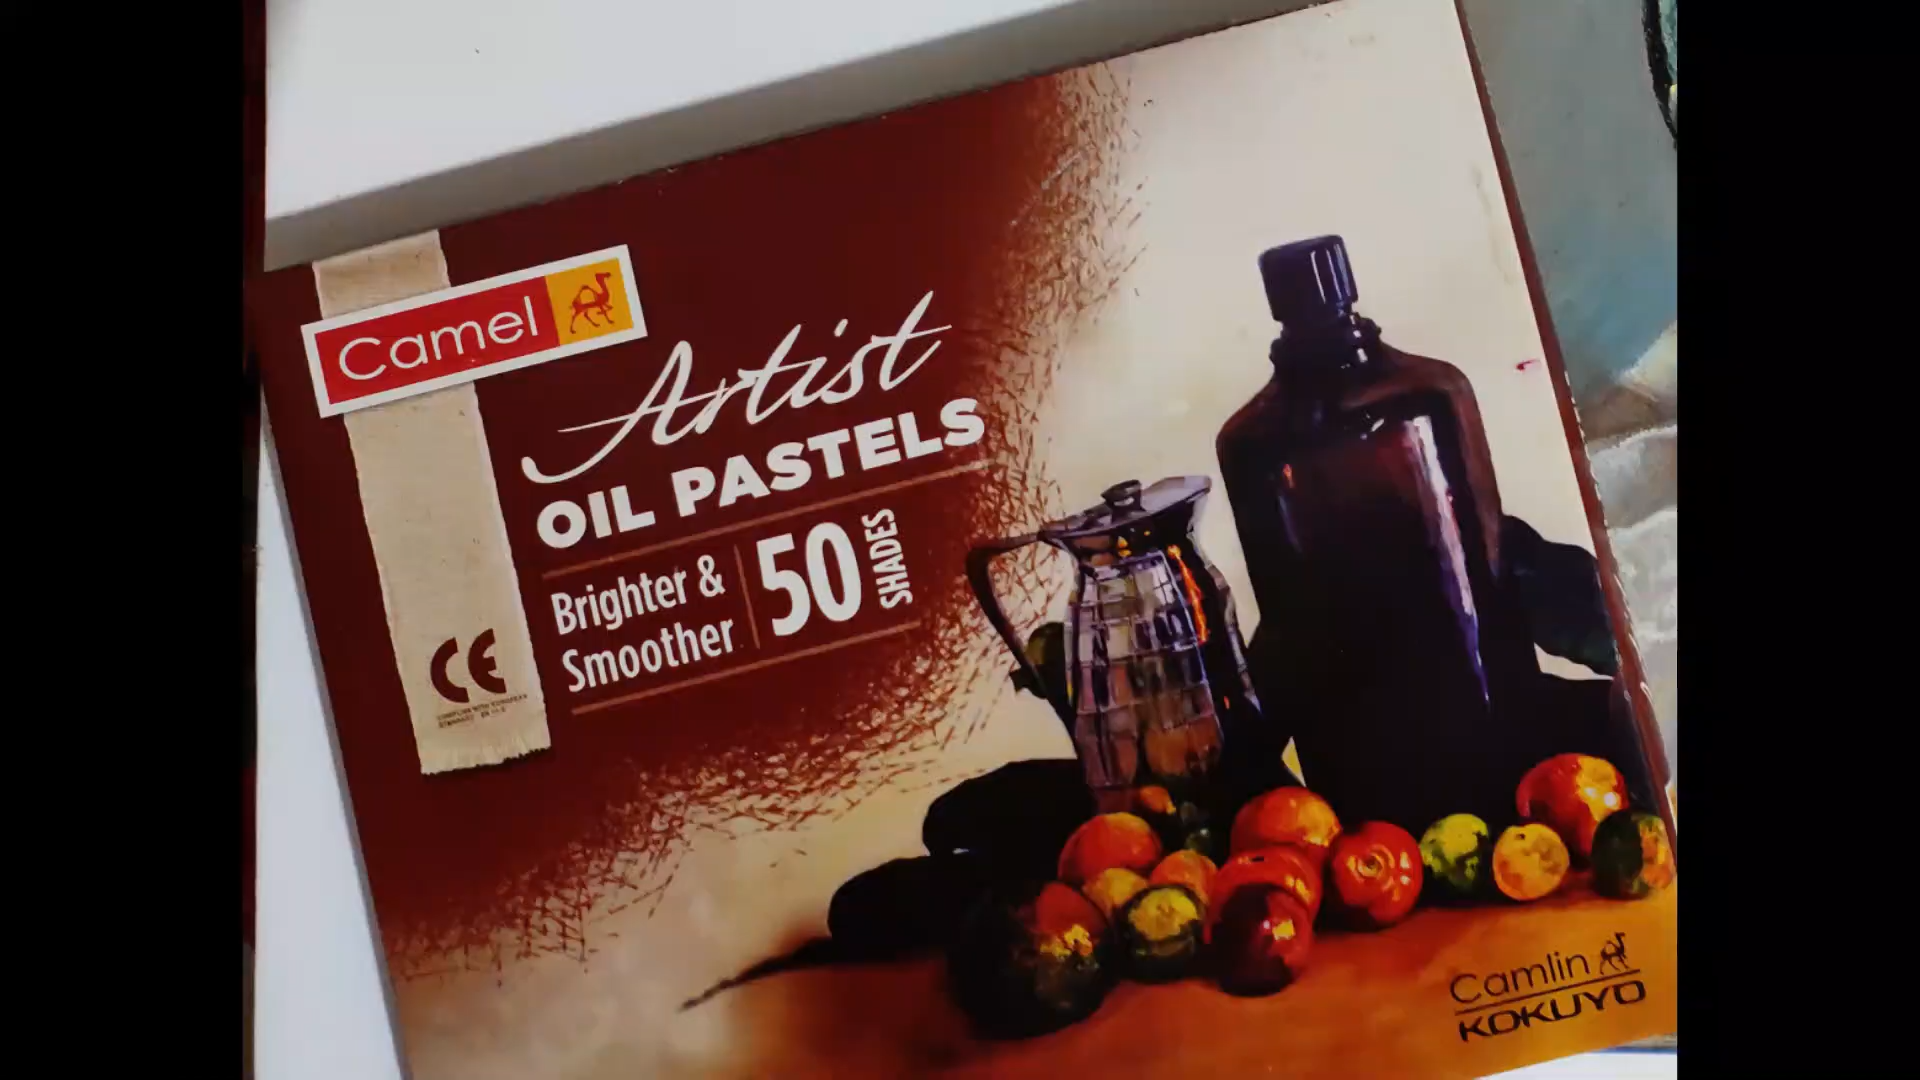 Camel
Artist
OIL PASTELS
Brighter &
Smoother
50
SHADES
CE
Camlin
KOKUYO